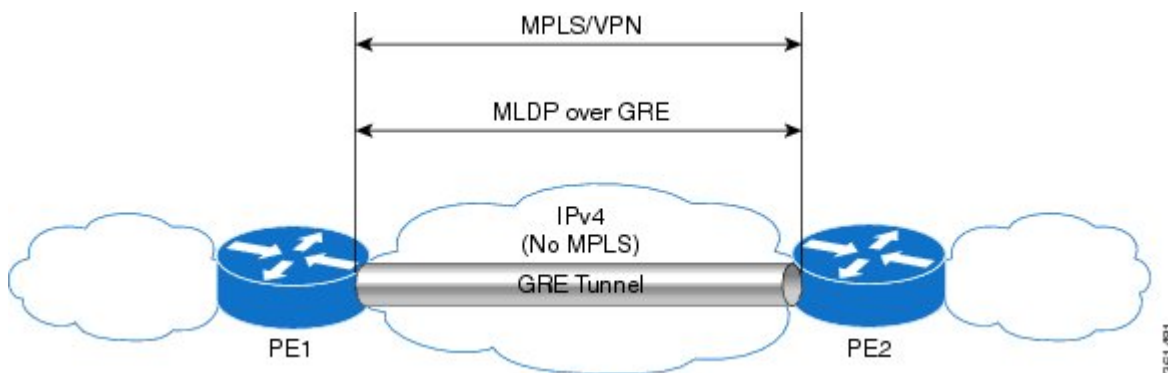 MPLS/VPN
MLDP over GRE
IPv4
(No MPLS)
GRE Tunnel
PE1
PE2